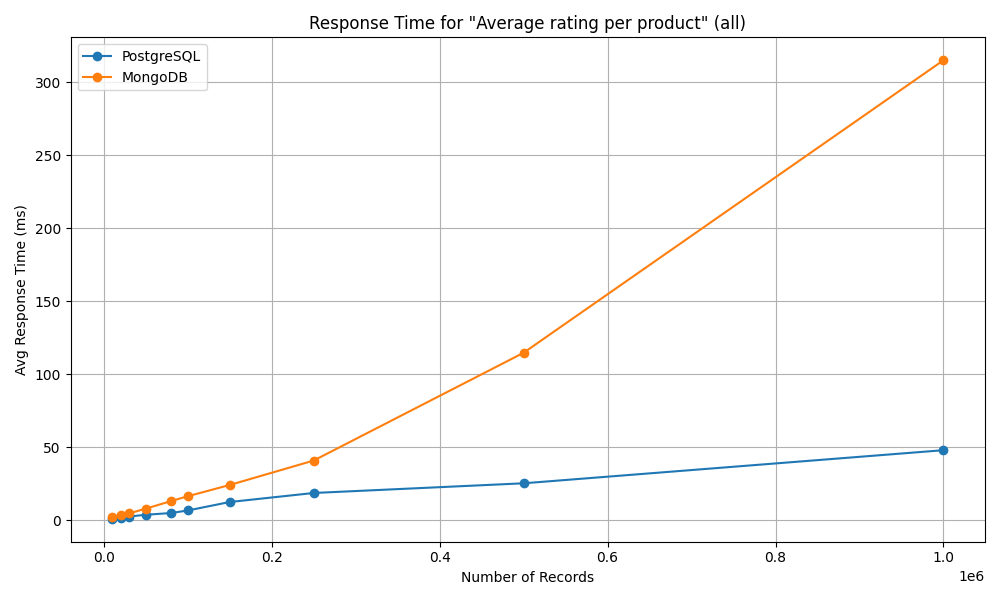 Response Time for "Average rating per product" (all)
PostgreSQL
MongoDB
Avg Response Time (ms)
300
250
200
150
100
50
0
0.0 0.2 0.4 0.6 0.8 1.0
1e6
Number of Records